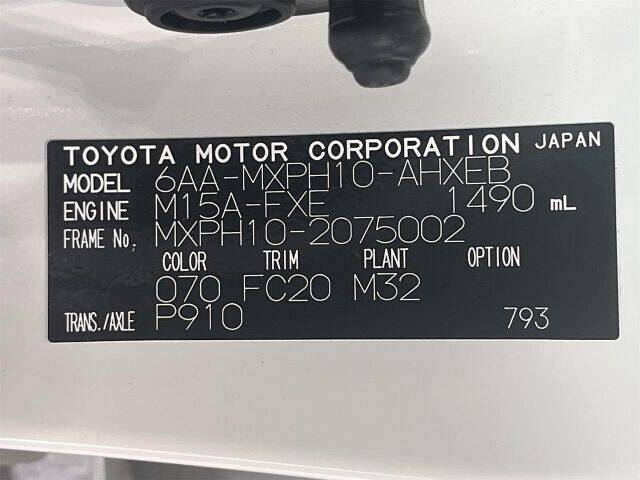 TOYOTA MOTOR CORPORATION JAPAN
MODEL 6AA-MXPH10-AHXEB
ENGINE M15A-FXE 1490 mL
FRAME No. MXPH10-2075002
COLOR TRIM PLANT OPTION
070 FC20 M32
TRANS./AXLE P910 793